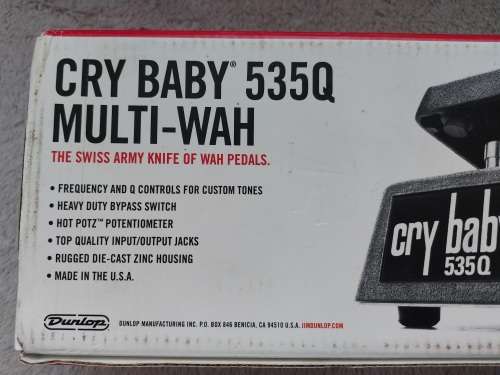 CRY BABY® 535Q
MULTI-WAH
THE SWISS ARMY KNIFE OF WAH PEDALS.
• FREQUENCY AND Q CONTROLS FOR CUSTOM TONES
• HEAVY DUTY BYPASS SWITCH
• HOT POTZ™ POTENTIOMETER
• TOP QUALITY INPUT/OUTPUT JACKS
• RUGGED DIE-CAST ZINC HOUSING
• MADE IN THE U.S.A.
cry baby
535Q
Dunlop
DUNLOP MANUFACTURING INC. P.O. BOX 846 BENICIA, CA 94510 U.S.A. JIMDUNLOP.COM